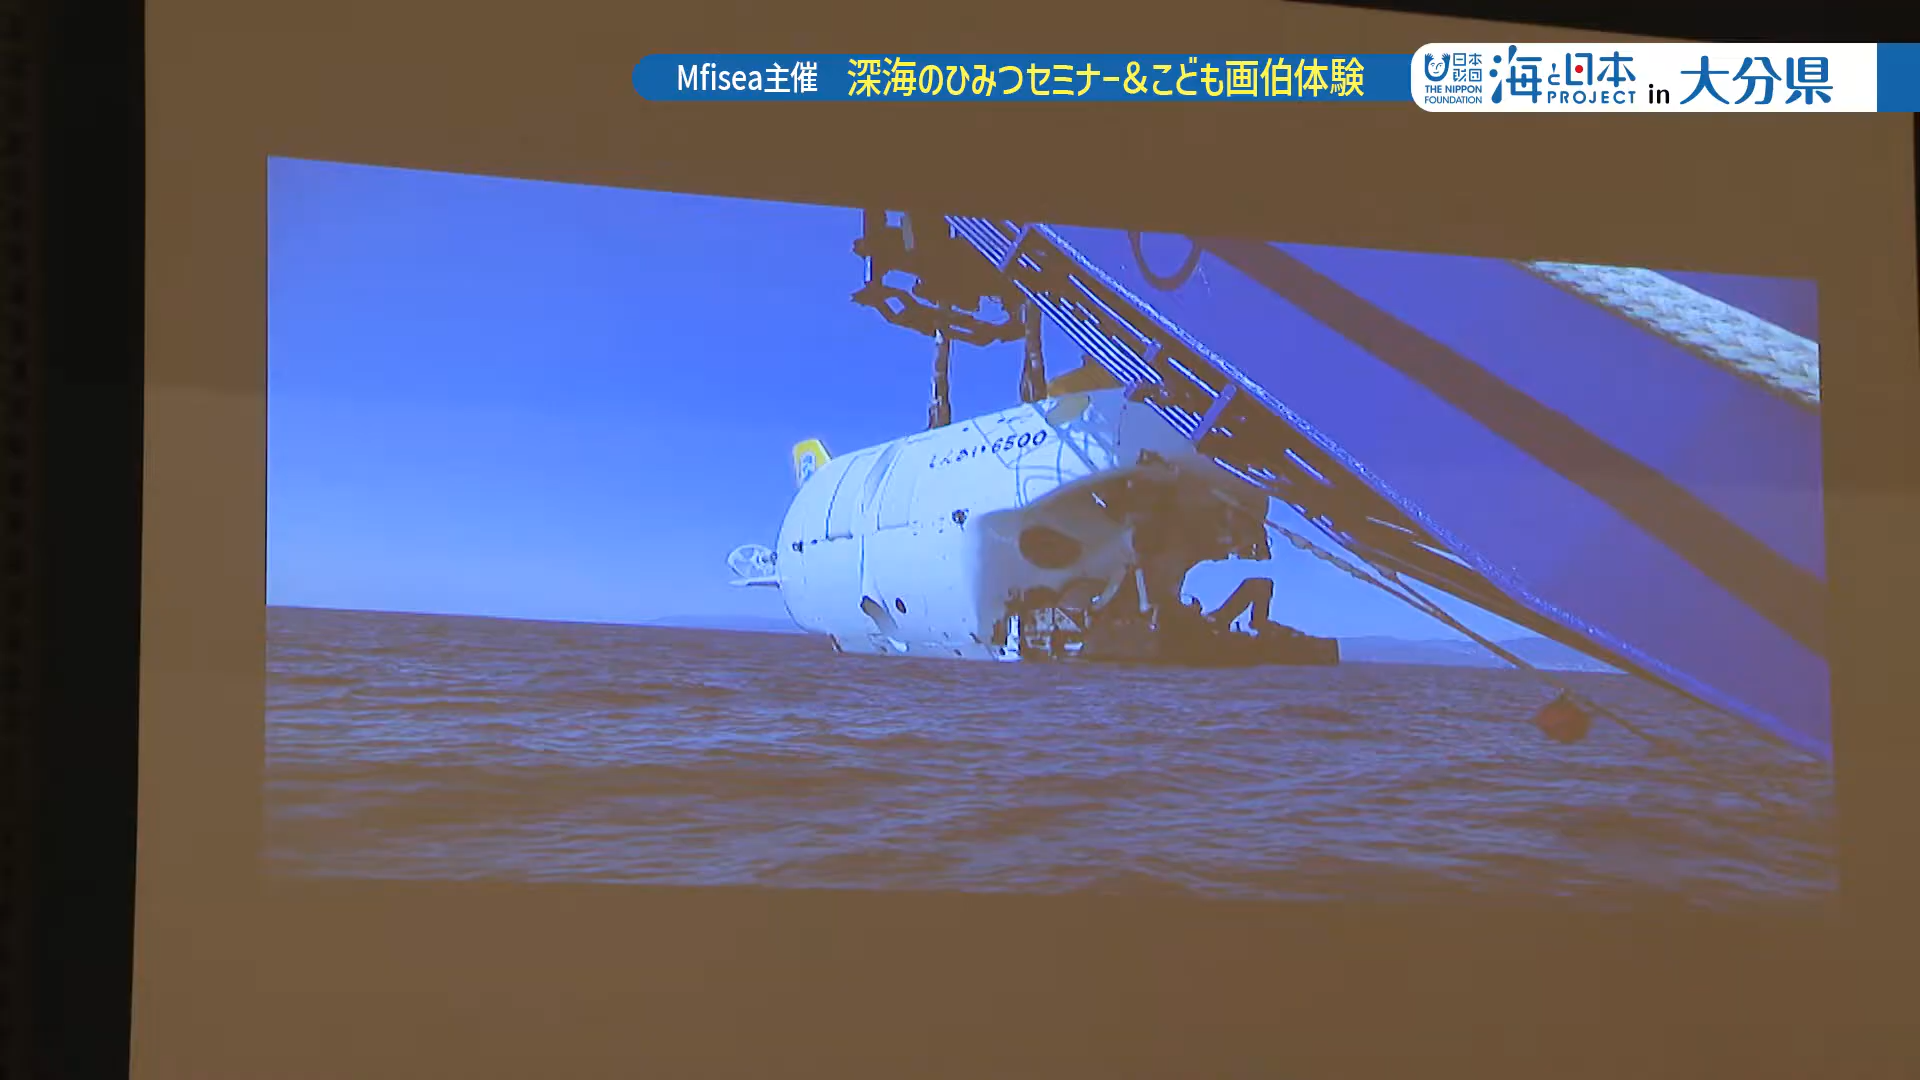 Mfisea主催 深海のひみつセミナー&こども画伯体験
日本財団
THE NIPPON FOUNDATION
海と日本 PROJECT in 大分県
しんかい6500